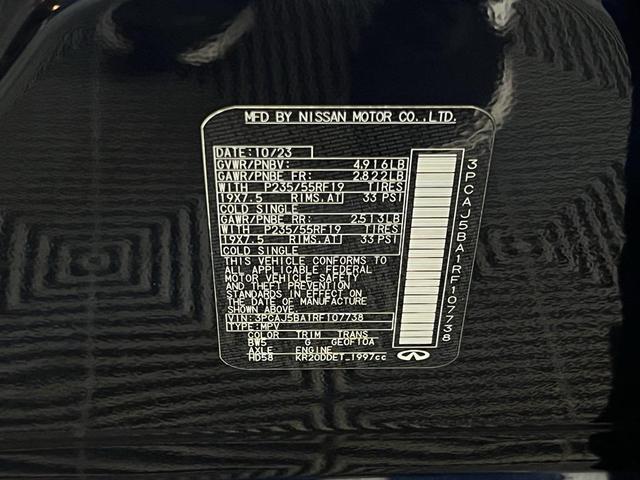 MFD BY NISSAN MOTOR CO.,LTD.
DATE:10/23
GVWR/PNBV: 4,916LB
GAWR/PNBE FR: 2,822LB
WITH P235/55RF19 TIRES
19X7.5 RIMS,AT 33 PSI
COLD SINGLE
GAWR/PNBE RR: 2,513LB
WITH P235/55RF19 TIRES
19X7.5 RIMS,AT 33 PSI
COLD SINGLE
THIS VEHICLE CONFORMS TO
ALL APPLICABLE FEDERAL
MOTOR VEHICLE SAFETY
AND THEFT PREVENTION
STANDARDS IN EFFECT ON
THE DATE OF MANUFACTURE
SHOWN ABOVE.
VIN: 3PCAJ5BA1RF107738
TYPE: MPV
COLOR TRIM TRANS
BW5 G GEOF10A
AXLE ENGINE
HD58 KR20DDET_1997cc
3PCAJ5BA1RF107738